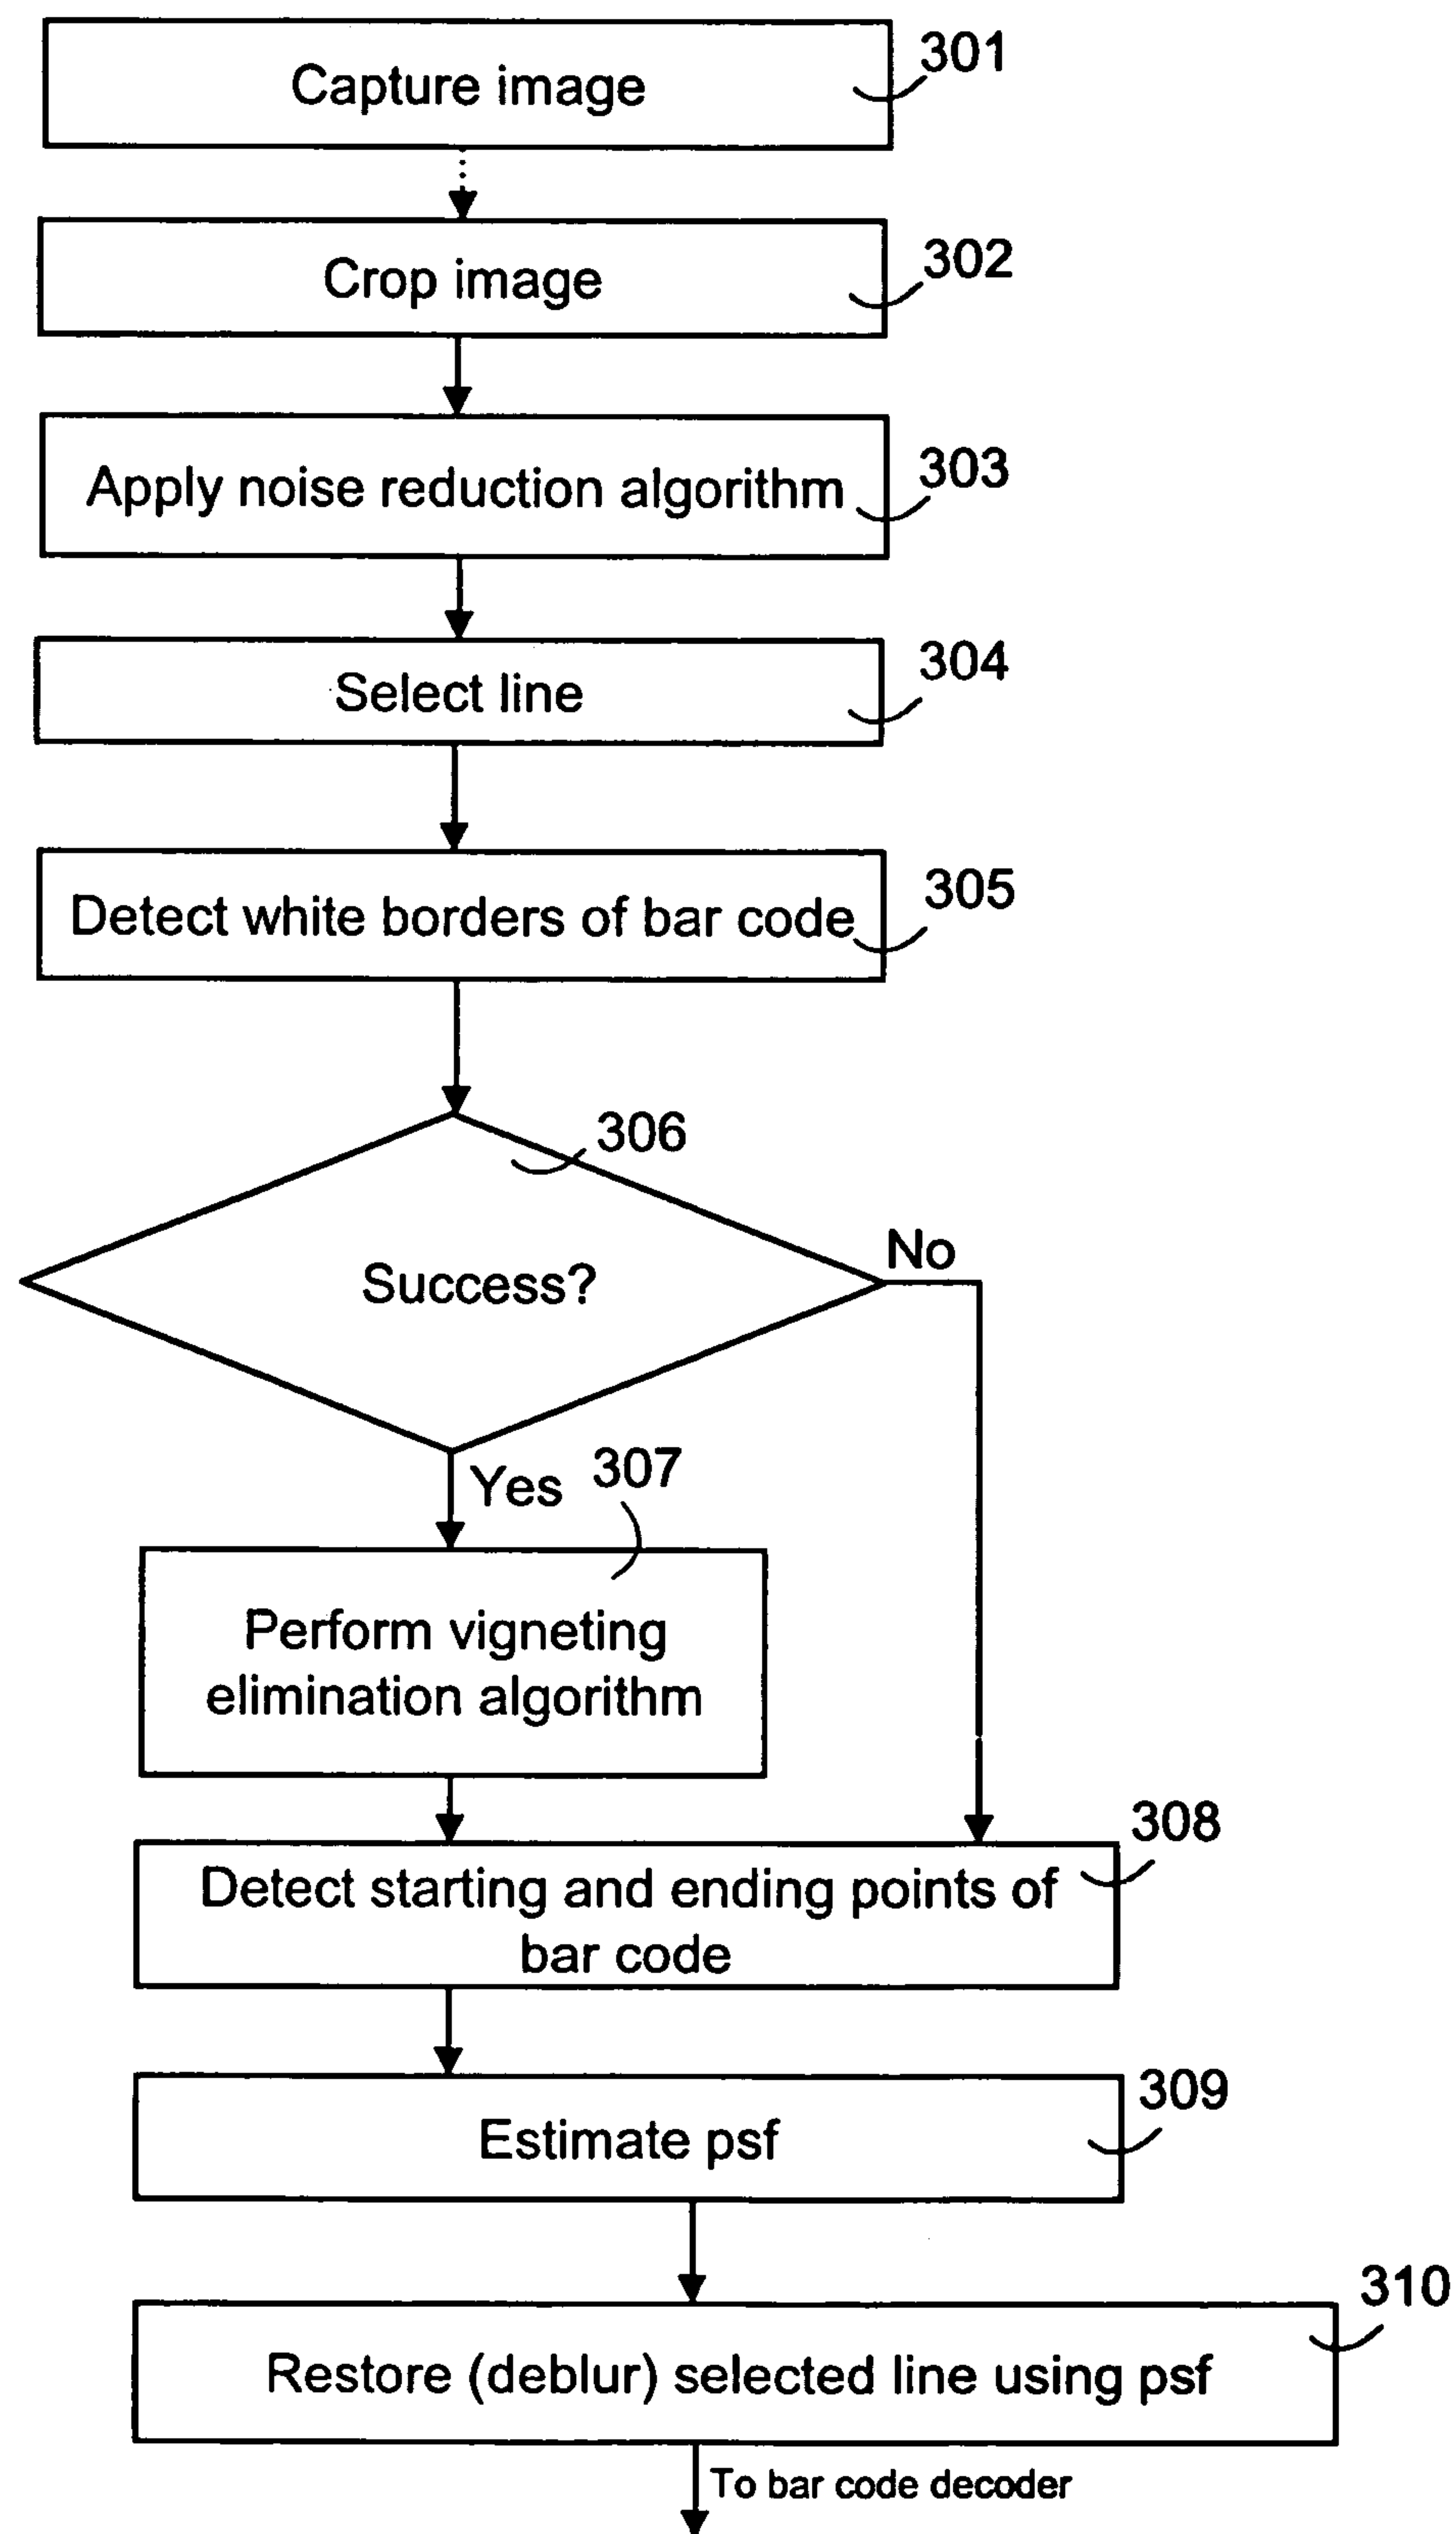 Capture image
301
Crop image
302
Apply noise reduction algorithm
303
Select line
304
Detect white borders of bar code
305
306
Success?
No
Yes
307
Perform vigneting
elimination algorithm
308
Detect starting and ending points of
bar code
309
Estimate psf
310
Restore (deblur) selected line using psf
To bar code decoder